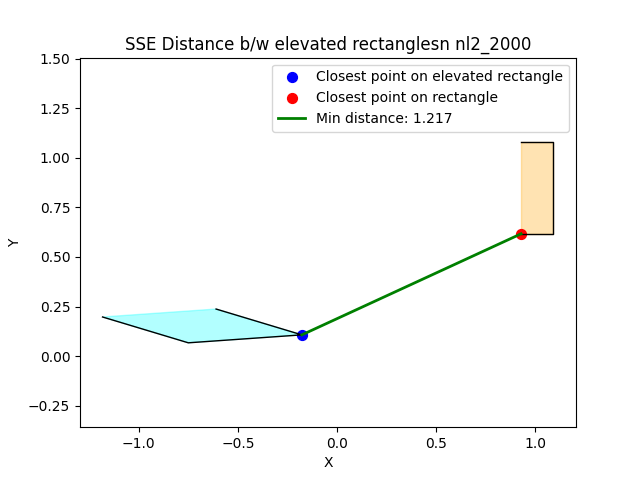 SSE Distance b/w elevated rectanglesn nl2_2000
Closest point on elevated rectangle
Closest point on rectangle
Min distance: 1.217
1.50
1.25
1.00
0.75
0.50
0.25
0.00
−0.25
Y
−1.0
−0.5
0.0
0.5
1.0
X